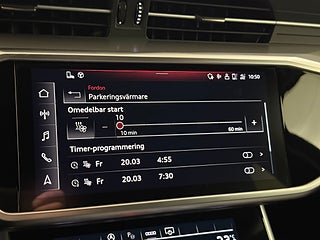 10:50
Fordon
Parkeringsvärmare
Omedelbar start
10
10 min
60 min
Timer-programmering
Fr 20.03 4:55
Fr 20.03 7:30